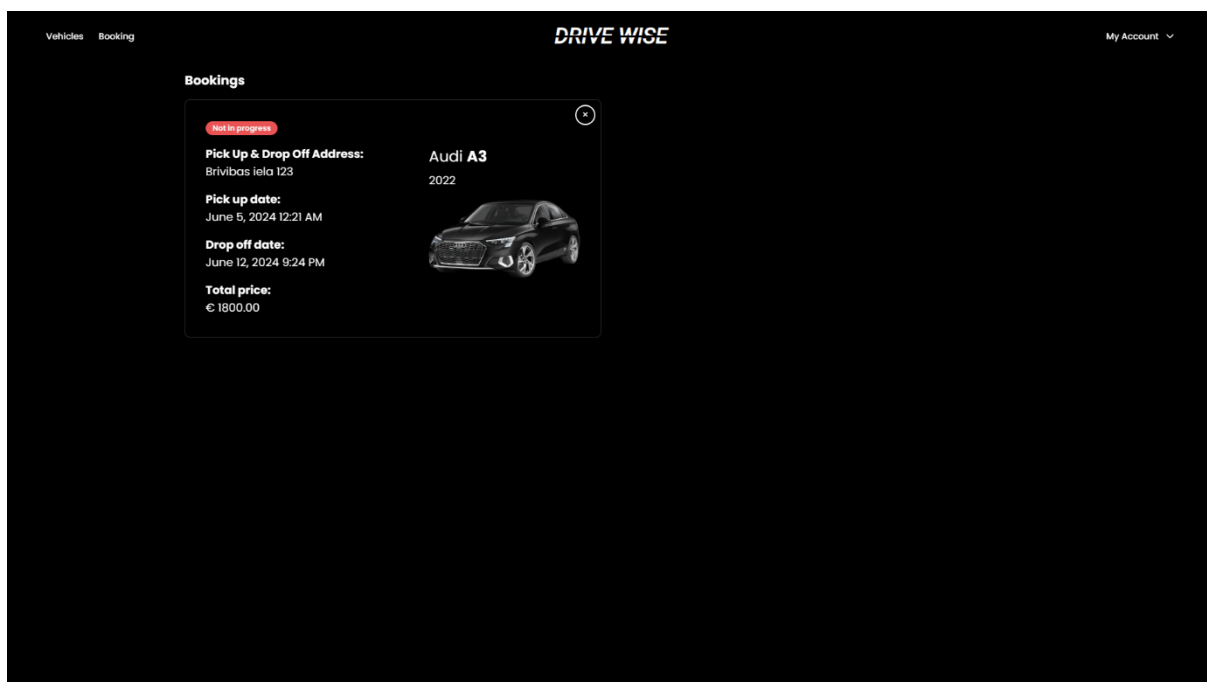 Vehicles Booking
DRIVE WISE
My Account
Bookings
Not in progress
Pick Up & Drop Off Address:
Brivibas iela 123
Pick up date:
June 5, 2024 12:21 AM
Drop off date:
June 12, 2024 9:24 PM
Total price:
€ 1800.00
Audi A3
2022